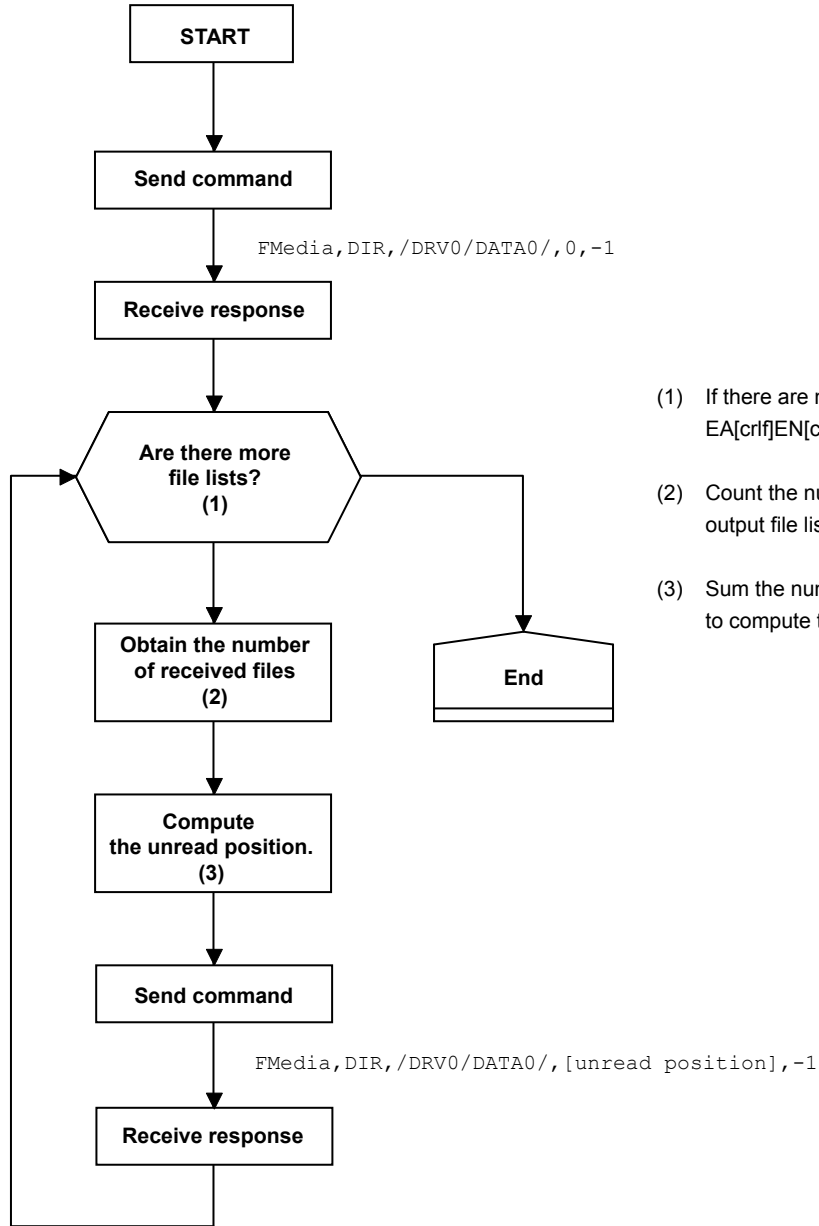 START
Send command
FMedia,DIR,/DRV0/DATA0/,0,-1
Receive response
Are there more
file lists?
(1)
Obtain the number
of received files
(2)
End
Compute
the unread position.
(3)
Send command
FMedia,DIR,/DRV0/DATA0/,[unread position],-1
Receive response
(1) If there are
EA[crlf]EN[
(2) Count the
output file
(3) Sum the
to compute